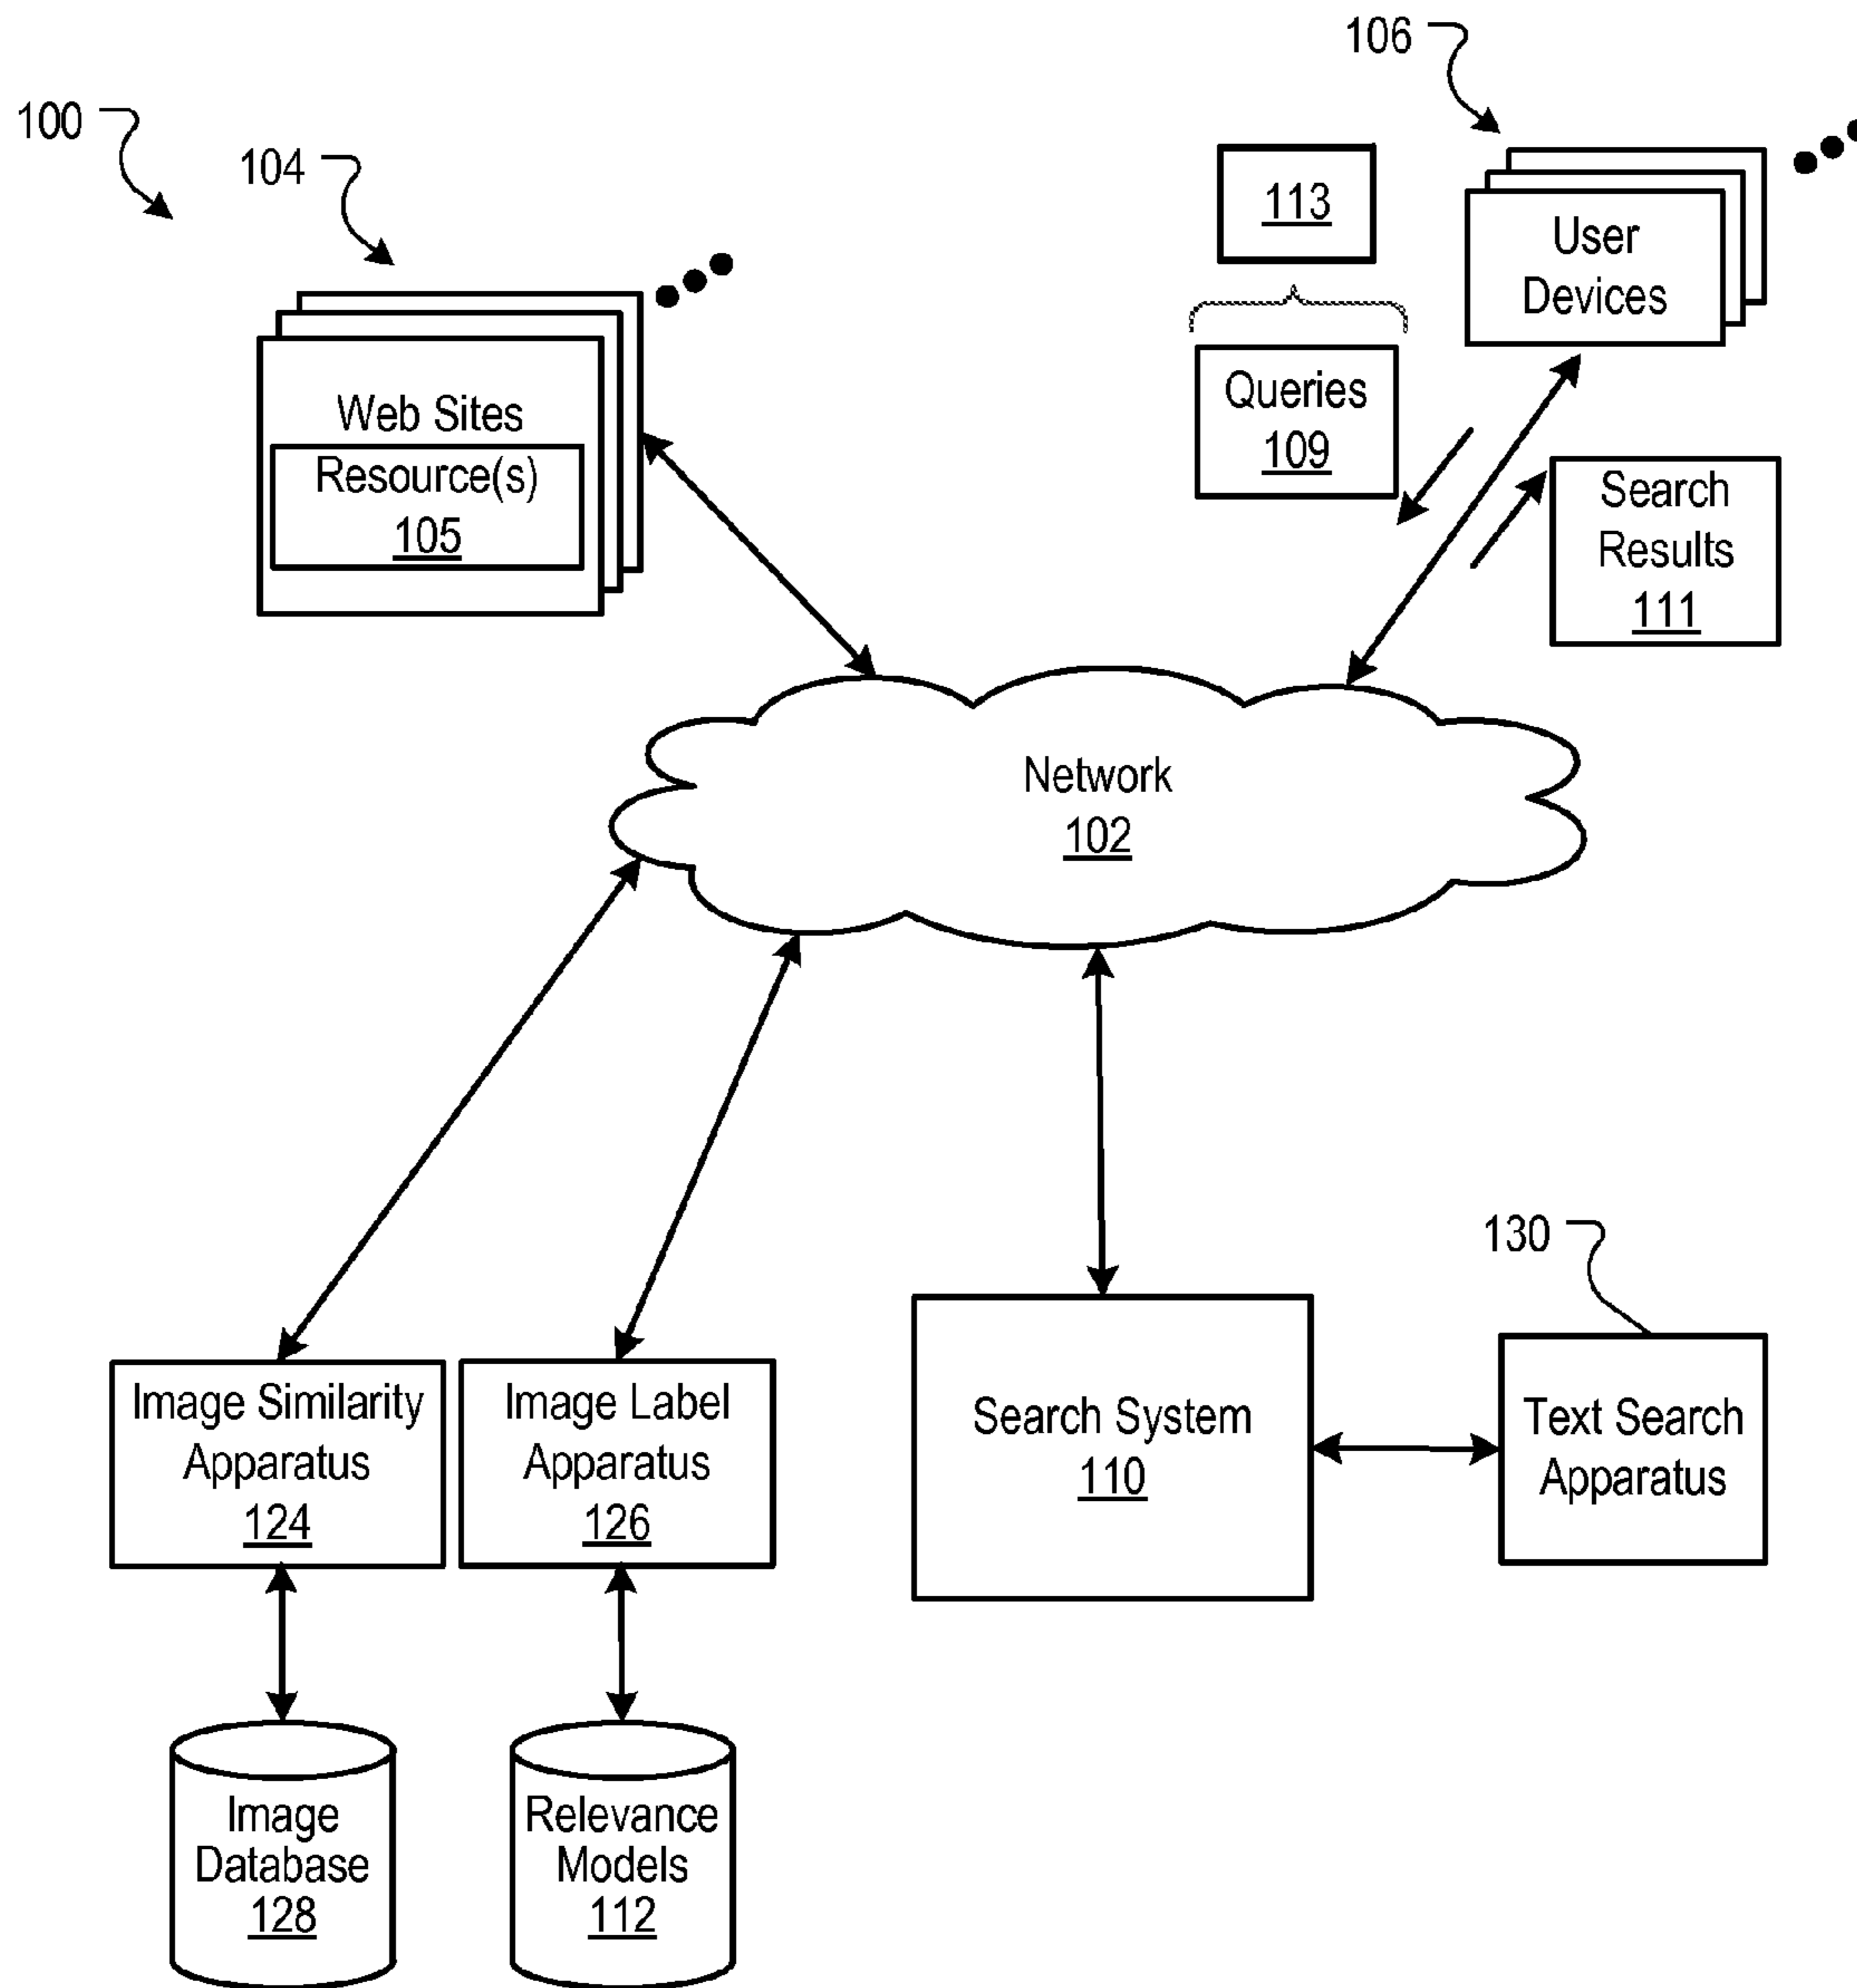 106
100
104
113
User
Devices
Queries
109
Web Sites
Resource(s)
105
Search
Results
111
Network
102
130
Image Similarity
Apparatus
124
Image Label
Apparatus
126
Search System
110
Text Search
Apparatus
Image
Database
128
Relevance
Models
112